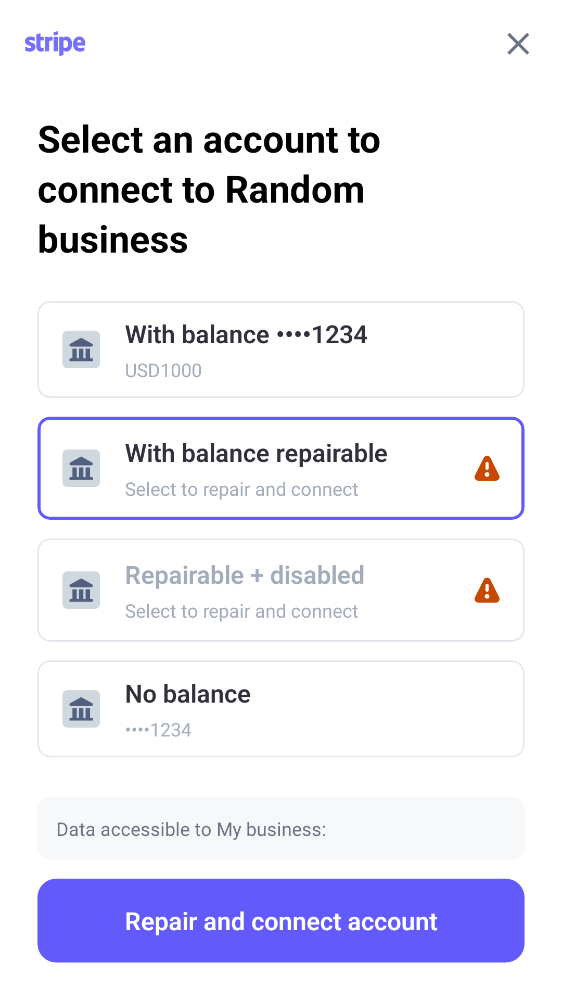 stripe
Select an account to
connect to Random
business
With balance ••••1234
USD1000
With balance repairable
Select to repair and connect
Repairable + disabled
Select to repair and connect
No balance
••••1234
Data accessible to My business:
Repair and connect account